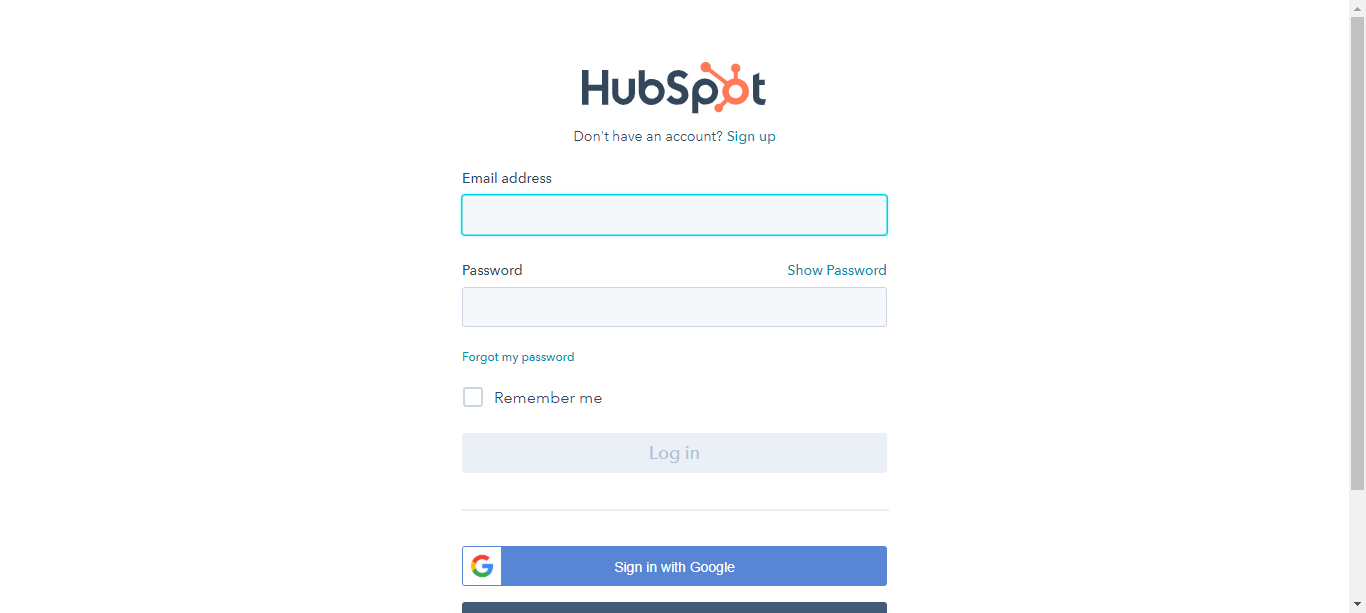 HubSpot
Don't have an account? Sign up
Email address
Password Show Password
Forgot my password
Remember me
Log in
Sign in with Google